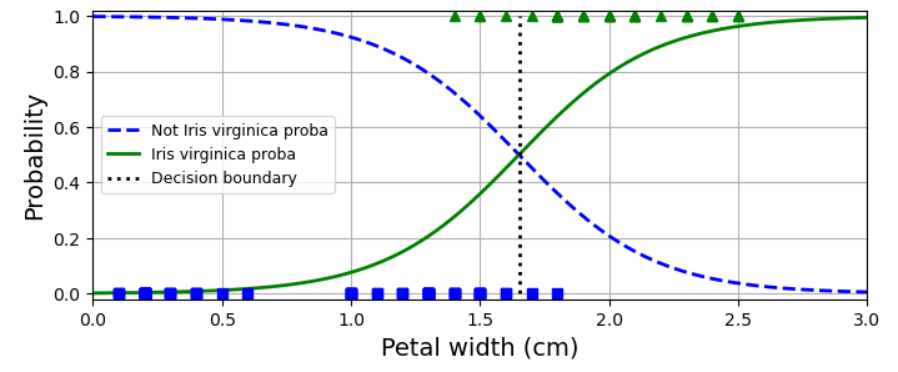 1.0
0.8
0.6
0.4
0.2
0.0
Probability
Not Iris virginica proba
Iris virginica proba
Decision boundary
0.0 0.5 1.0 1.5 2.0 2.5 3.0
Petal width (cm)